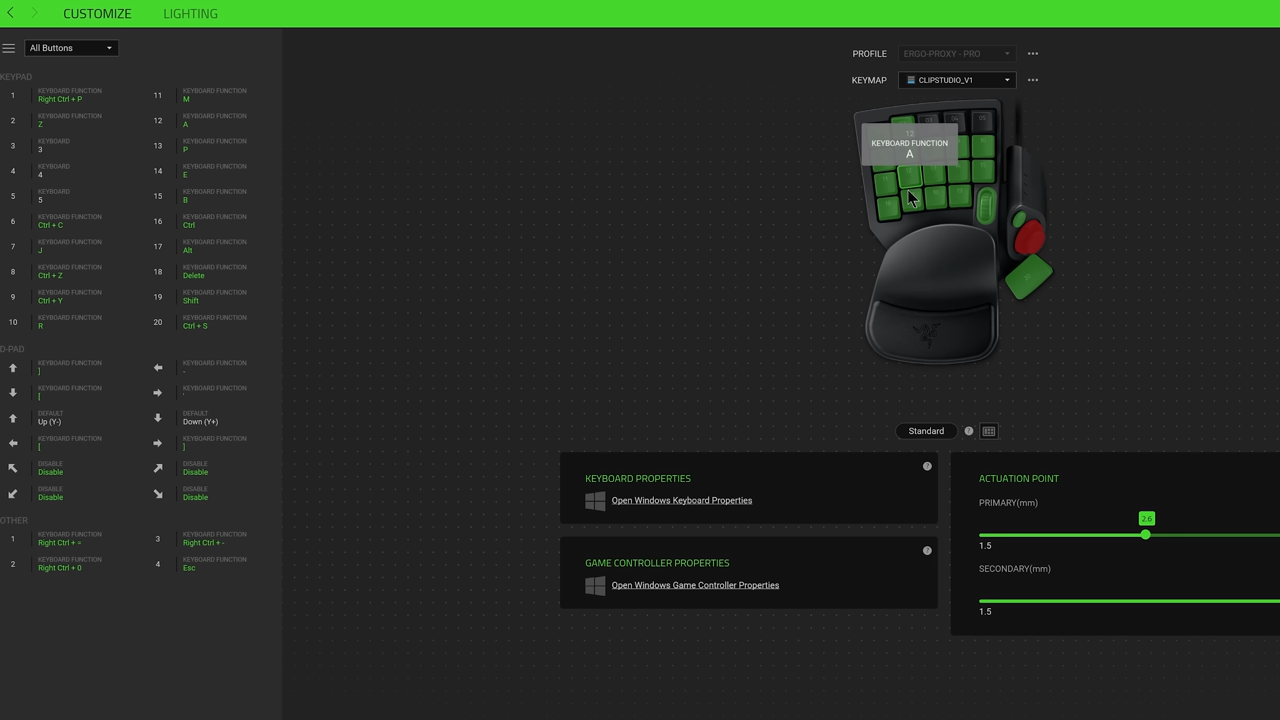 CUSTOMIZE
LIGHTING
All Buttons
PROFILE
ERGO-PROXY - PRO
KEYMAP
CLIPSTUDIO_V1
KEYPAD
1
KEYBOARD FUNCTION
Right Ctrl + P
11
KEYBOARD FUNCTION
M
2
KEYBOARD FUNCTION
Z
12
KEYBOARD FUNCTION
A
3
KEYBOARD
3
13
KEYBOARD FUNCTION
P
4
KEYBOARD
4
14
KEYBOARD FUNCTION
E
5
KEYBOARD
5
15
KEYBOARD FUNCTION
B
6
KEYBOARD FUNCTION
Ctrl + C
16
KEYBOARD FUNCTION
Ctrl
7
KEYBOARD FUNCTION
J
17
KEYBOARD FUNCTION
Alt
8
KEYBOARD FUNCTION
Ctrl + Z
18
KEYBOARD FUNCTION
Delete
9
KEYBOARD FUNCTION
Ctrl + Y
19
KEYBOARD FUNCTION
Shift
10
KEYBOARD FUNCTION
R
20
KEYBOARD FUNCTION
Ctrl + S
D-PAD
KEYBOARD FUNCTION
]
KEYBOARD FUNCTION
-
KEYBOARD FUNCTION
[
KEYBOARD FUNCTION
'
DEFAULT
Up (Y-)
DEFAULT
Down (Y+)
KEYBOARD FUNCTION
[
KEYBOARD FUNCTION
]
DISABLE
Disable
DISABLE
Disable
DISABLE
Disable
DISABLE
Disable
OTHER
1
KEYBOARD FUNCTION
Right Ctrl + =
3
KEYBOARD FUNCTION
Right Ctrl + -
2
KEYBOARD FUNCTION
Right Ctrl + 0
4
KEYBOARD FUNCTION
Esc
03
04
05
12
KEYBOARD FUNCTION
A
Standard
?
KEYBOARD PROPERTIES
?
Open Windows Keyboard Properties
GAME CONTROLLER PROPERTIES
?
Open Windows Game Controller Properties
ACTUATION POINT
PRIMARY(mm)
2.6
1.5
SECONDARY(mm)
1.5